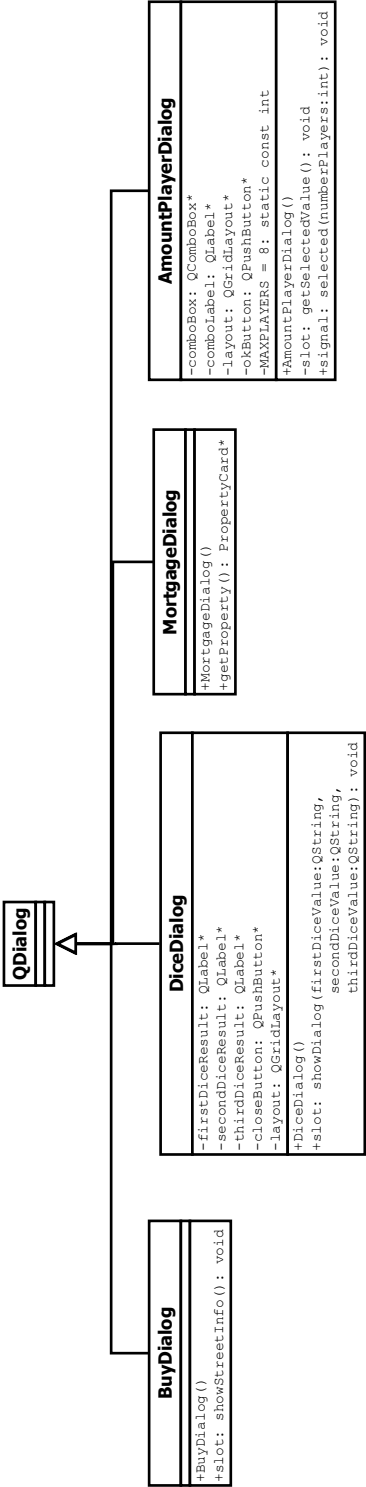 QDialog
BuyDialog
+BuyDialog()
+slot: showStreetInfo(): void
DiceDialog
-firstDiceResult: QLabel*
-secondDiceResult: QLabel*
-thirdDiceResult: QLabel*
-closeButton: QPushButton*
-layout: QGridLayout*
+DiceDialog()
+slot: showDialog(firstDiceValue:QString,
secondDiceValue:QString,
thirdDiceValue:QString): void
MortgageDialog
+MortgageDialog()
+getProperty(): PropertyCard*
AmountPlayerDialog
-comboBox: QComboBox*
-comboLabel: QLabel*
-layout: QGridLayout*
-okButton: QPushButton*
-MAXPLAYERS = 8: static const int
+AmountPlayerDialog()
-slot: getSelectedValue(): void
+signal: selected(numberPlayers:int): void